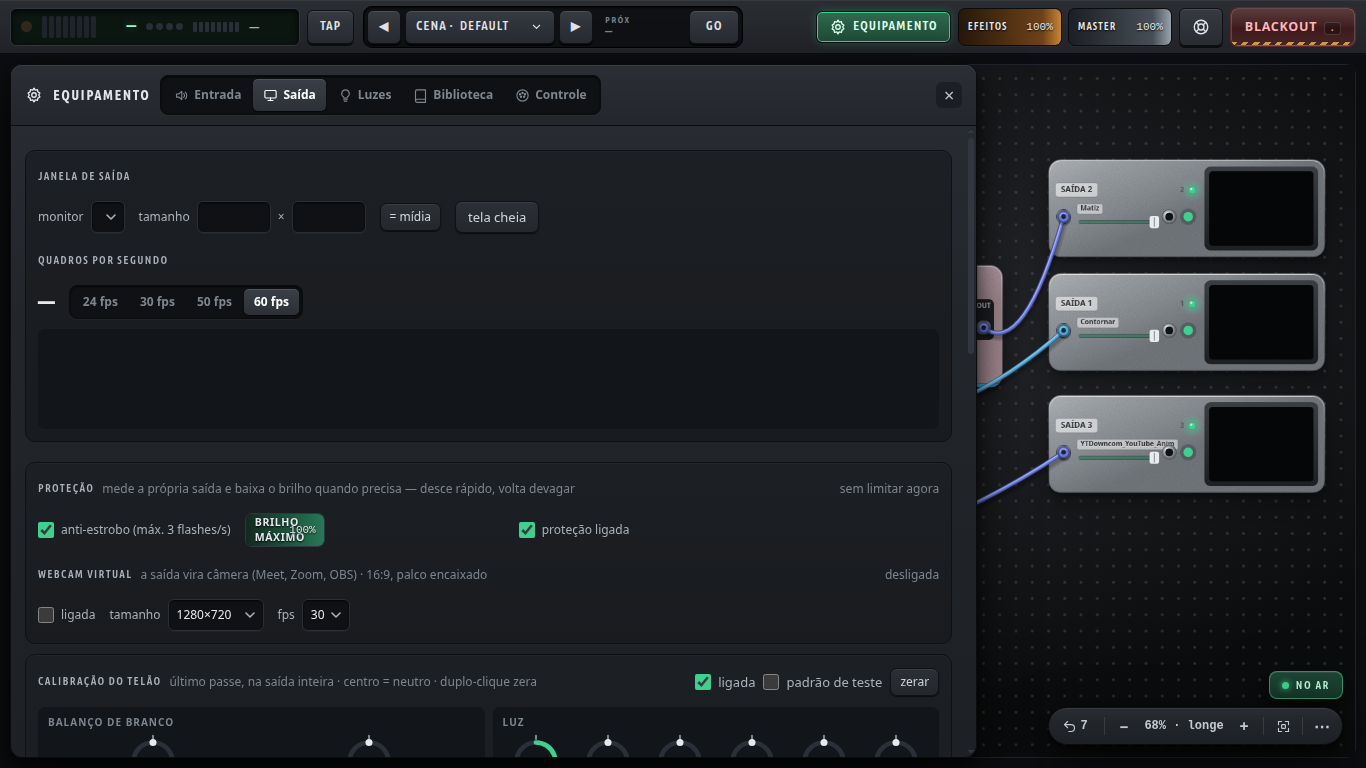 —
—
TAP
◀
CENA · DEFAULT
▶
PRÓX
—
GO
EQUIPAMENTO
EFEITOS 100%
MASTER 100%
BLACKOUT .
EQUIPAMENTO
Entrada
Saída
Luzes
Biblioteca
Controle
×
JANELA DE SAÍDA
monitor
tamanho
×
= mídia
tela cheia
QUADROS POR SEGUNDO
—
24 fps
30 fps
50 fps
60 fps
PROTEÇÃO mede a própria saída e baixa o brilho quando precisa — desce rápido, volta devagar
sem limitar agora
anti-estrobo (máx. 3 flashes/s)
BRILHO
MÁXIMO
100%
proteção ligada
WEBCAM VIRTUAL a saída vira câmera (Meet, Zoom, OBS) · 16:9, palco encaixado
desligada
ligada
tamanho
1280×720
fps
30
CALIBRAÇÃO DO TELÃO último passe, na saída inteira · centro = neutro · duplo-clique zera
ligada
padrão de teste
zerar
BALANÇO DE BRANCO
LUZ
SAÍDA 2
2
Matiz
OUT
SAÍDA 1
1
Contornar
SAÍDA 3
3
YTDowncom_YouTube_Anim
NO AR
7
−
68% · longe
+
⋯